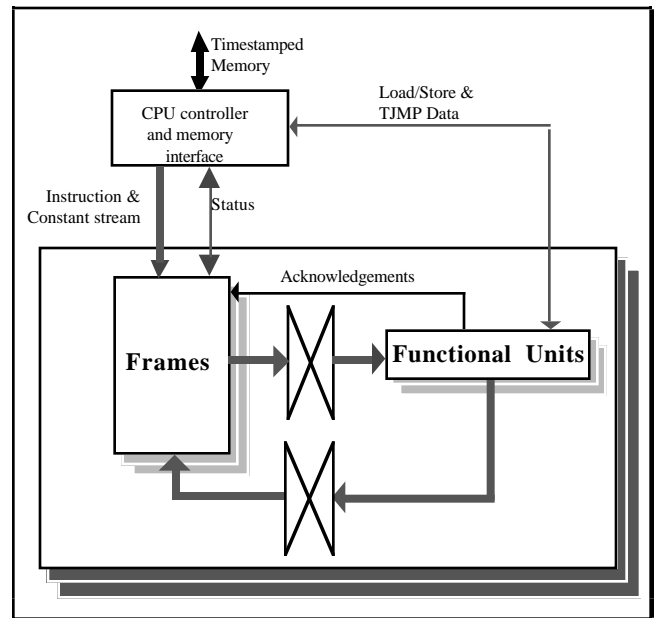 Timestamped
Memory
CPU controller
and memory
interface
Load/Store &
TJMP Data
Instruction &
Constant stream
Status
Acknowledgements
Frames
Functional Units